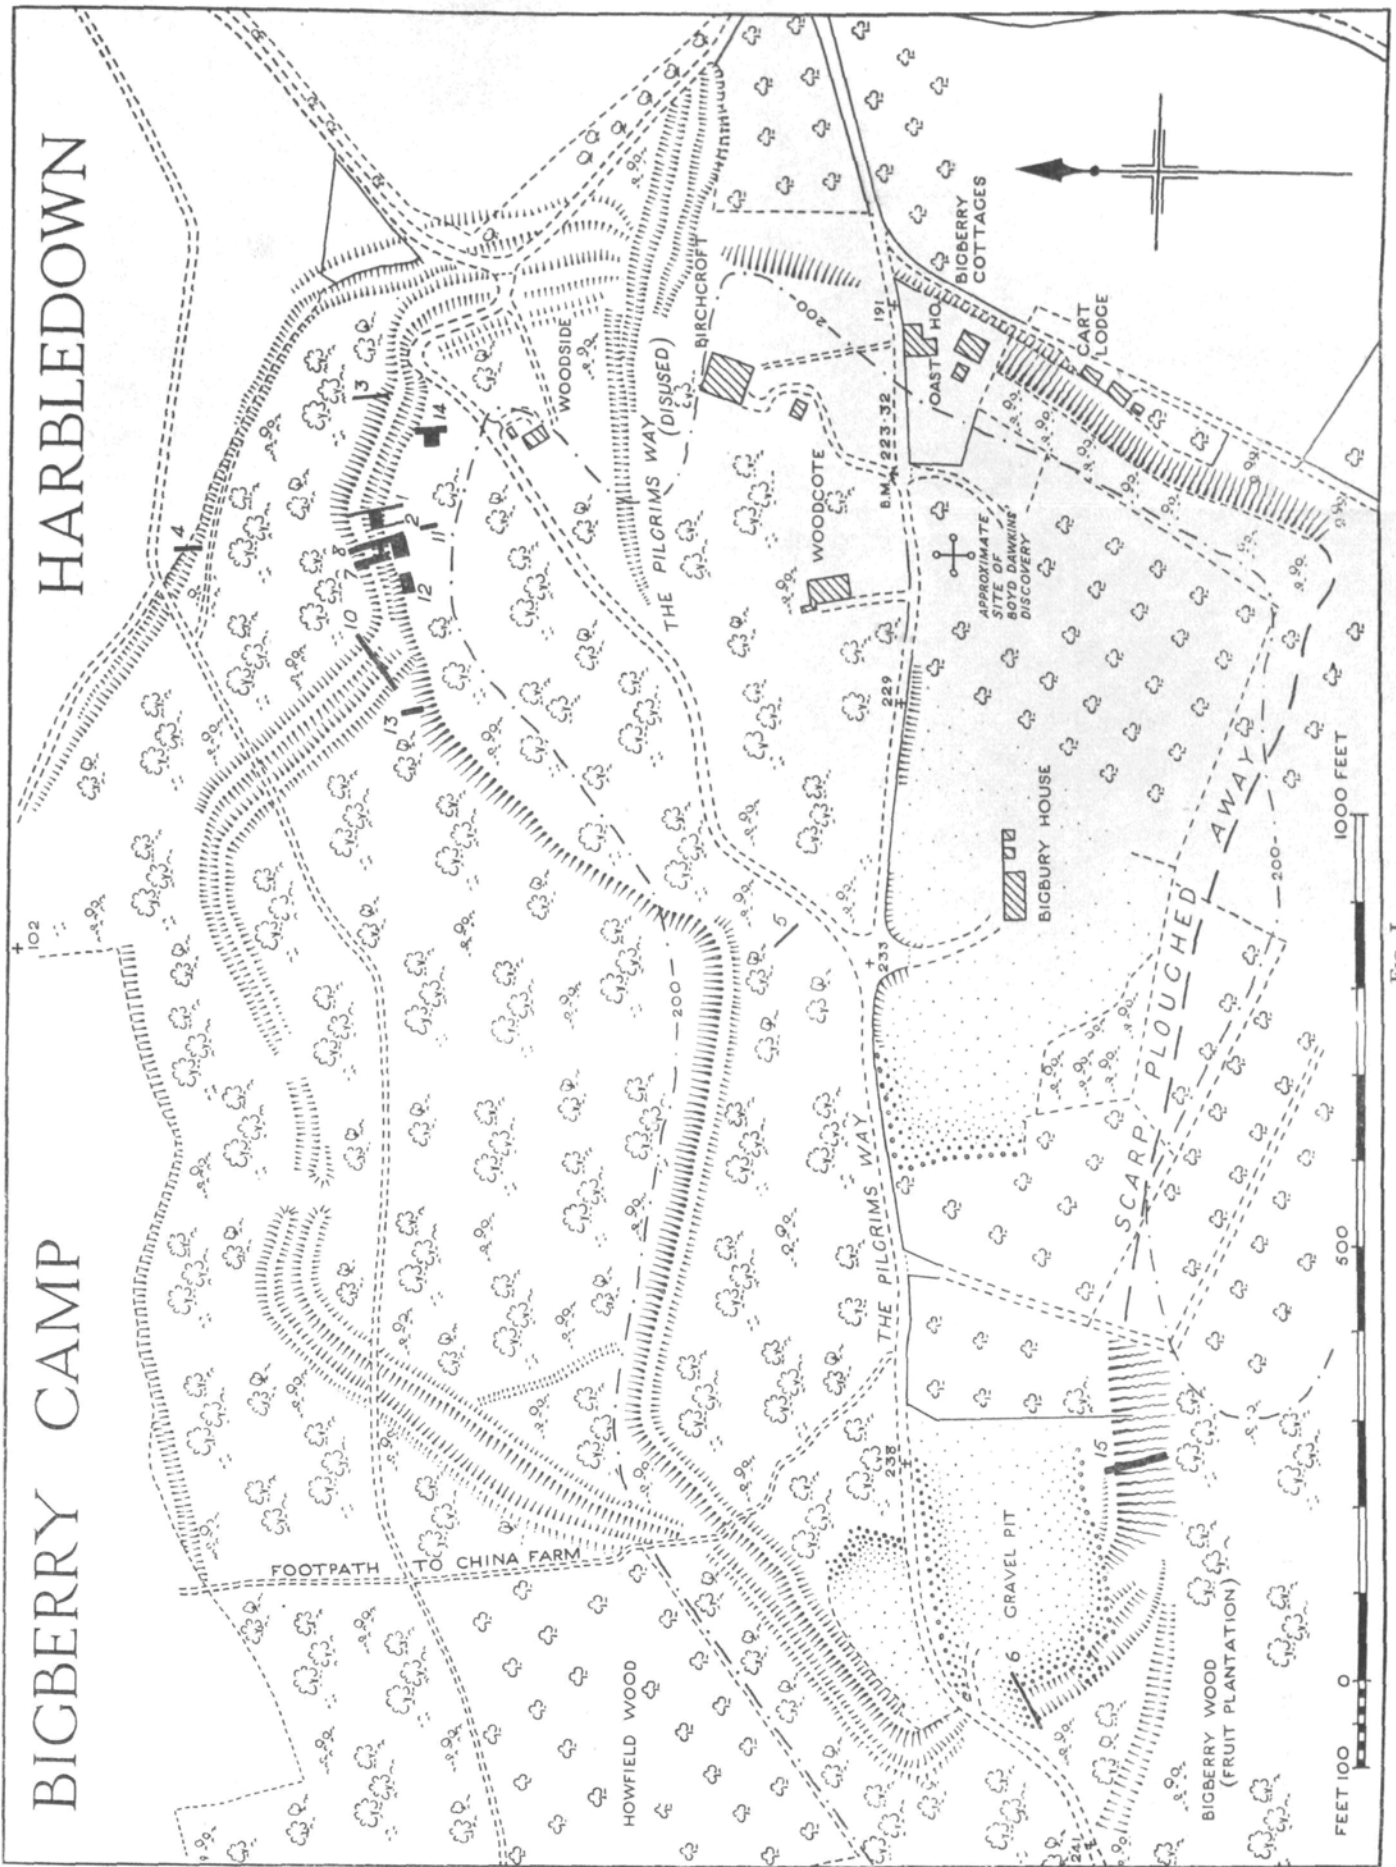 BIGBERRY CAMP
HARBLEDOWN
102
4
3
14
2
11
8
7
12
10
13
WOODSIDE
THE PILGRIMS WAY
(DISUSED)
BIRCHCROFT
200
200
WOODCOTE
B.M. 223·32
191
OAST HO.
BIGBERRY
COTTAGES
CART
LODGE
APPROXIMATE
SITE OF
BOYD DAWKINS'
DISCOVERY
229
5
233
BIGBURY HOUSE
THE PILGRIMS WAY
FOOTPATH TO CHINA FARM
HOWFIELD WOOD
238
GRAVEL PIT
15
6
241
SCARP PLOUGHED AWAY
200
BIGBERRY WOOD
(FRUIT PLANTATION)
FEET 100 0 500 1000 FEET